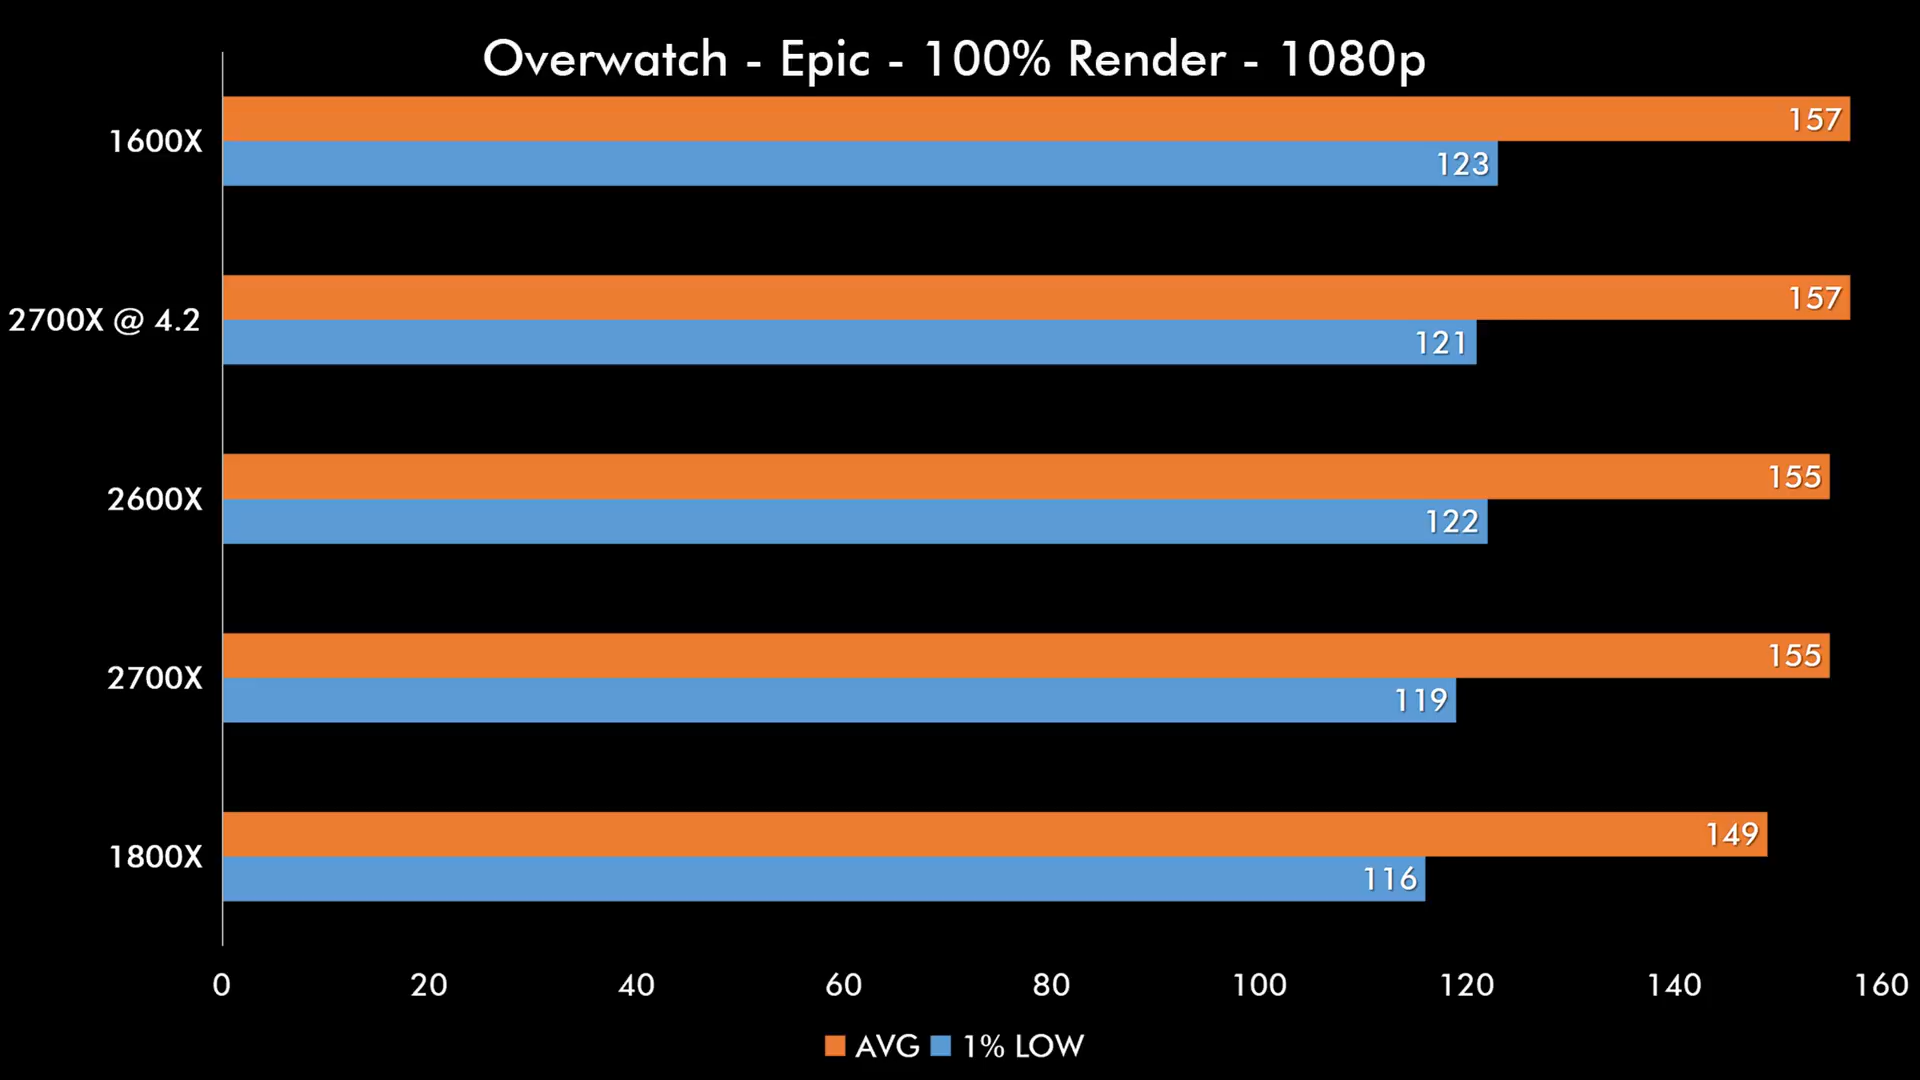 Overwatch - Epic - 100% Render - 1080p
1600X
157
123
2700X @ 4.2
157
121
2600X
155
122
2700X
155
119
1800X
149
116
0 20 40 60 80 100 120 140 160
AVG 1% LOW